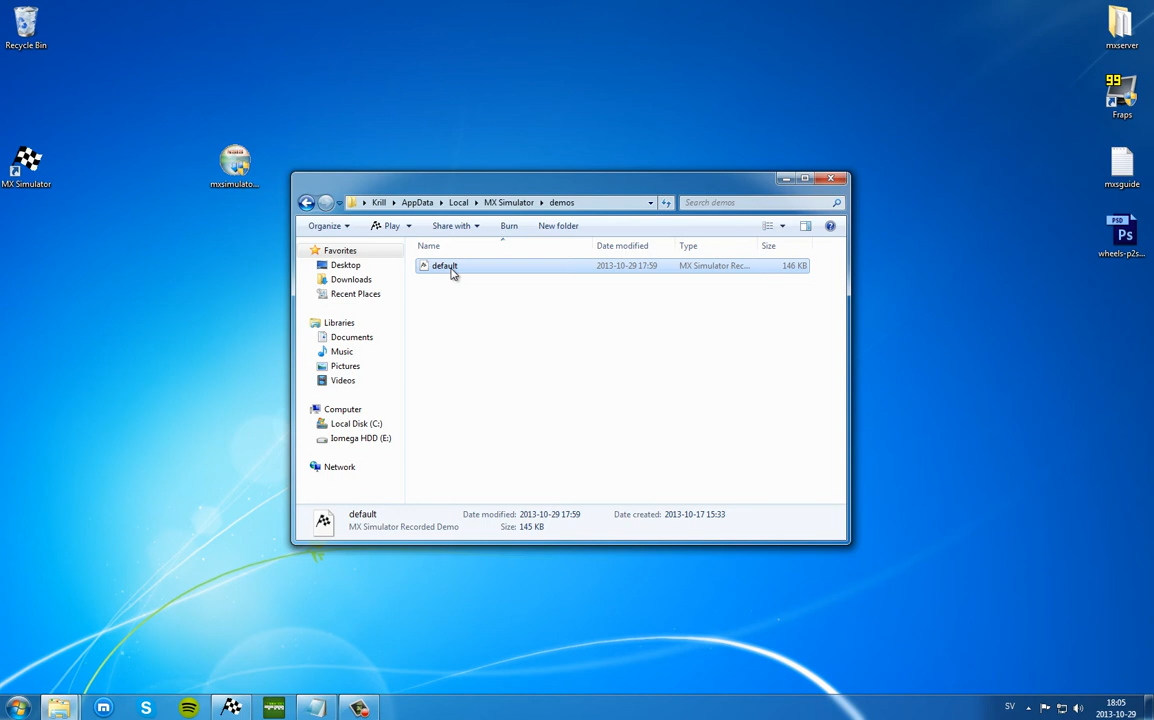 Recycle Bin
MX Simulator
mxsimulato...
mxserver
99
Fraps
mxguide
PSD
Ps
wheels-p2s...
Krill AppData Local MX Simulator demos
Search demos
Organize Play Share with Burn New folder
Name Date modified Type Size
default 2013-10-29 17:59 MX Simulator Rec... 146 KB
Favorites
Desktop
Downloads
Recent Places
Libraries
Documents
Music
Pictures
Videos
Computer
Local Disk (C:)
Iomega HDD (E:)
Network
default Date modified: 2013-10-29 17:59 Date created: 2013-10-17 15:33
MX Simulator Recorded Demo Size: 145 KB
SV
18:05
2013-10-29